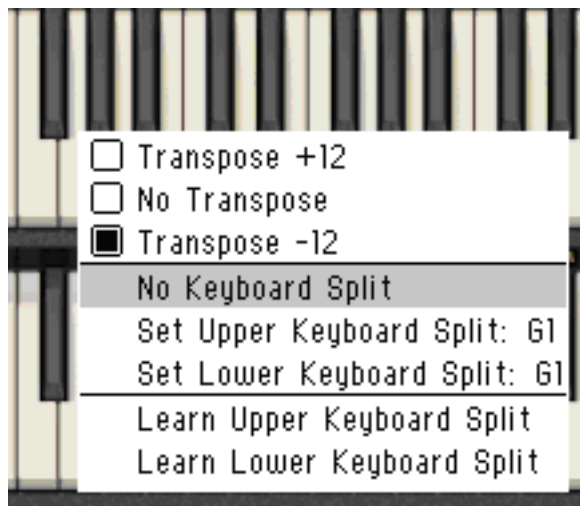 Transpose +12
No Transpose
Transpose -12
No Keyboard Split
Set Upper Keyboard Split: G1
Set Lower Keyboard Split: G1
Learn Upper Keyboard Split
Learn Lower Keyboard Split